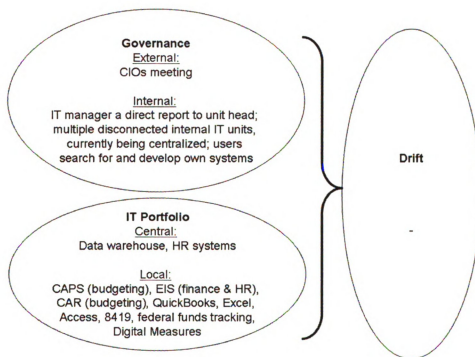 Governance
External:
CIOs meeting
Internal:
IT manager a direct report to unit head;
multiple disconnected internal IT units,
currently being centralized; users
search for and develop own systems
Drift
-
IT Portfolio
Central:
Data warehouse, HR systems
Local:
CAPS (budgeting), EIS (finance & HR),
CAR (budgeting), QuickBooks, Excel,
Access, 8419, federal funds tracking,
Digital Measures